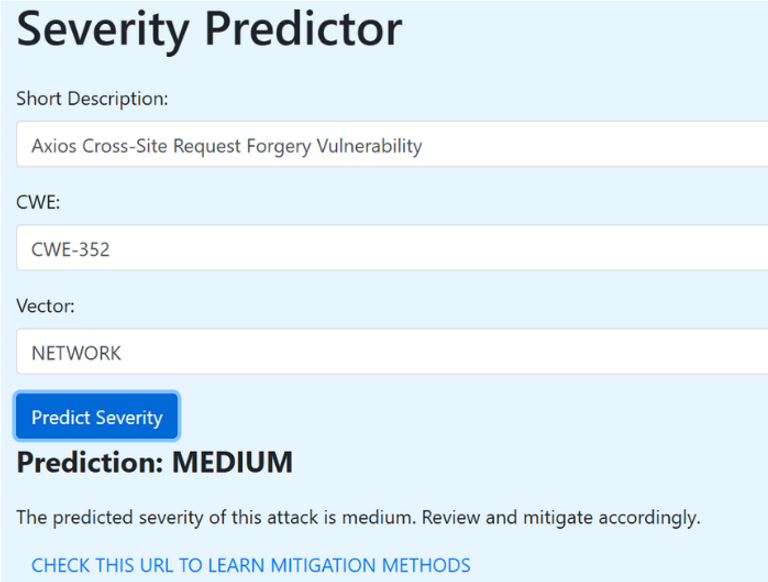 Severity Predictor
Short Description:
Axios Cross-Site Request Forgery Vulnerability
CWE:
CWE-352
Vector:
NETWORK
Predict Severity
Prediction: MEDIUM
The predicted severity of this attack is medium. Review and mitigate accordingly.
CHECK THIS URL TO LEARN MITIGATION METHODS